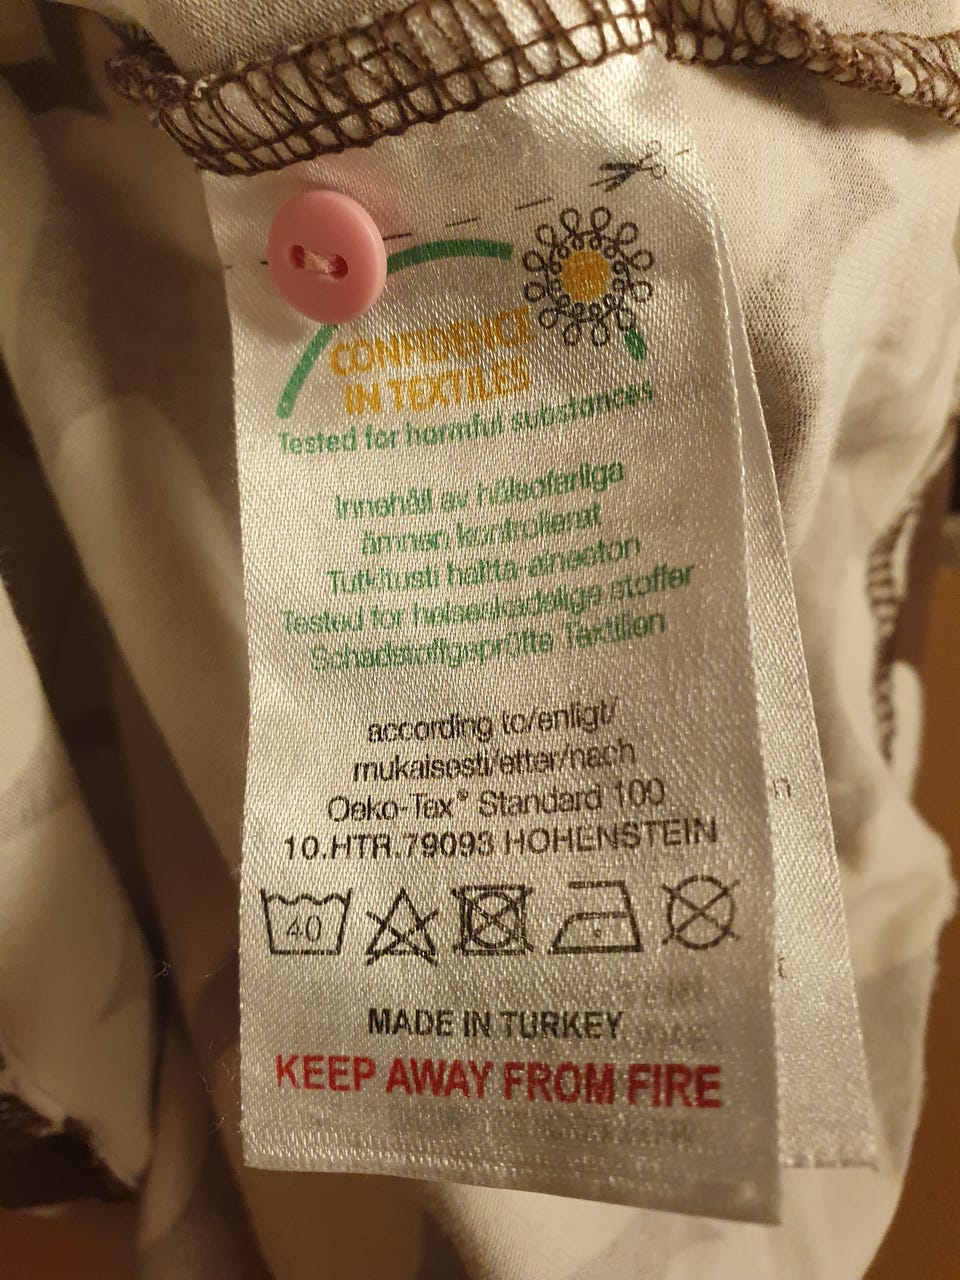 CONFIDENCE
IN TEXTILES
Tested for harmful substances
Innehåll av hälsofarliga
ämnen kontrollerat
Tutkitusti haitta-aineeton
Tested for helseskadelige stoffer
Schadstoffgeprüfte Textilien
according to/enligt/
mukaisesti/etter/nach
Oeko-Tex® Standard 100
10.HTR.79093 HOHENSTEIN
40
MADE IN TURKEY
KEEP AWAY FROM FIRE